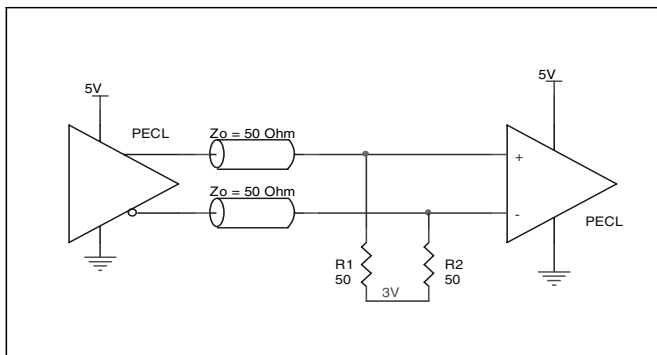 5V
5V
PECL
Zo = 50 Ohm
+
Zo = 50 Ohm
-
PECL
R1
50
R2
50
3V